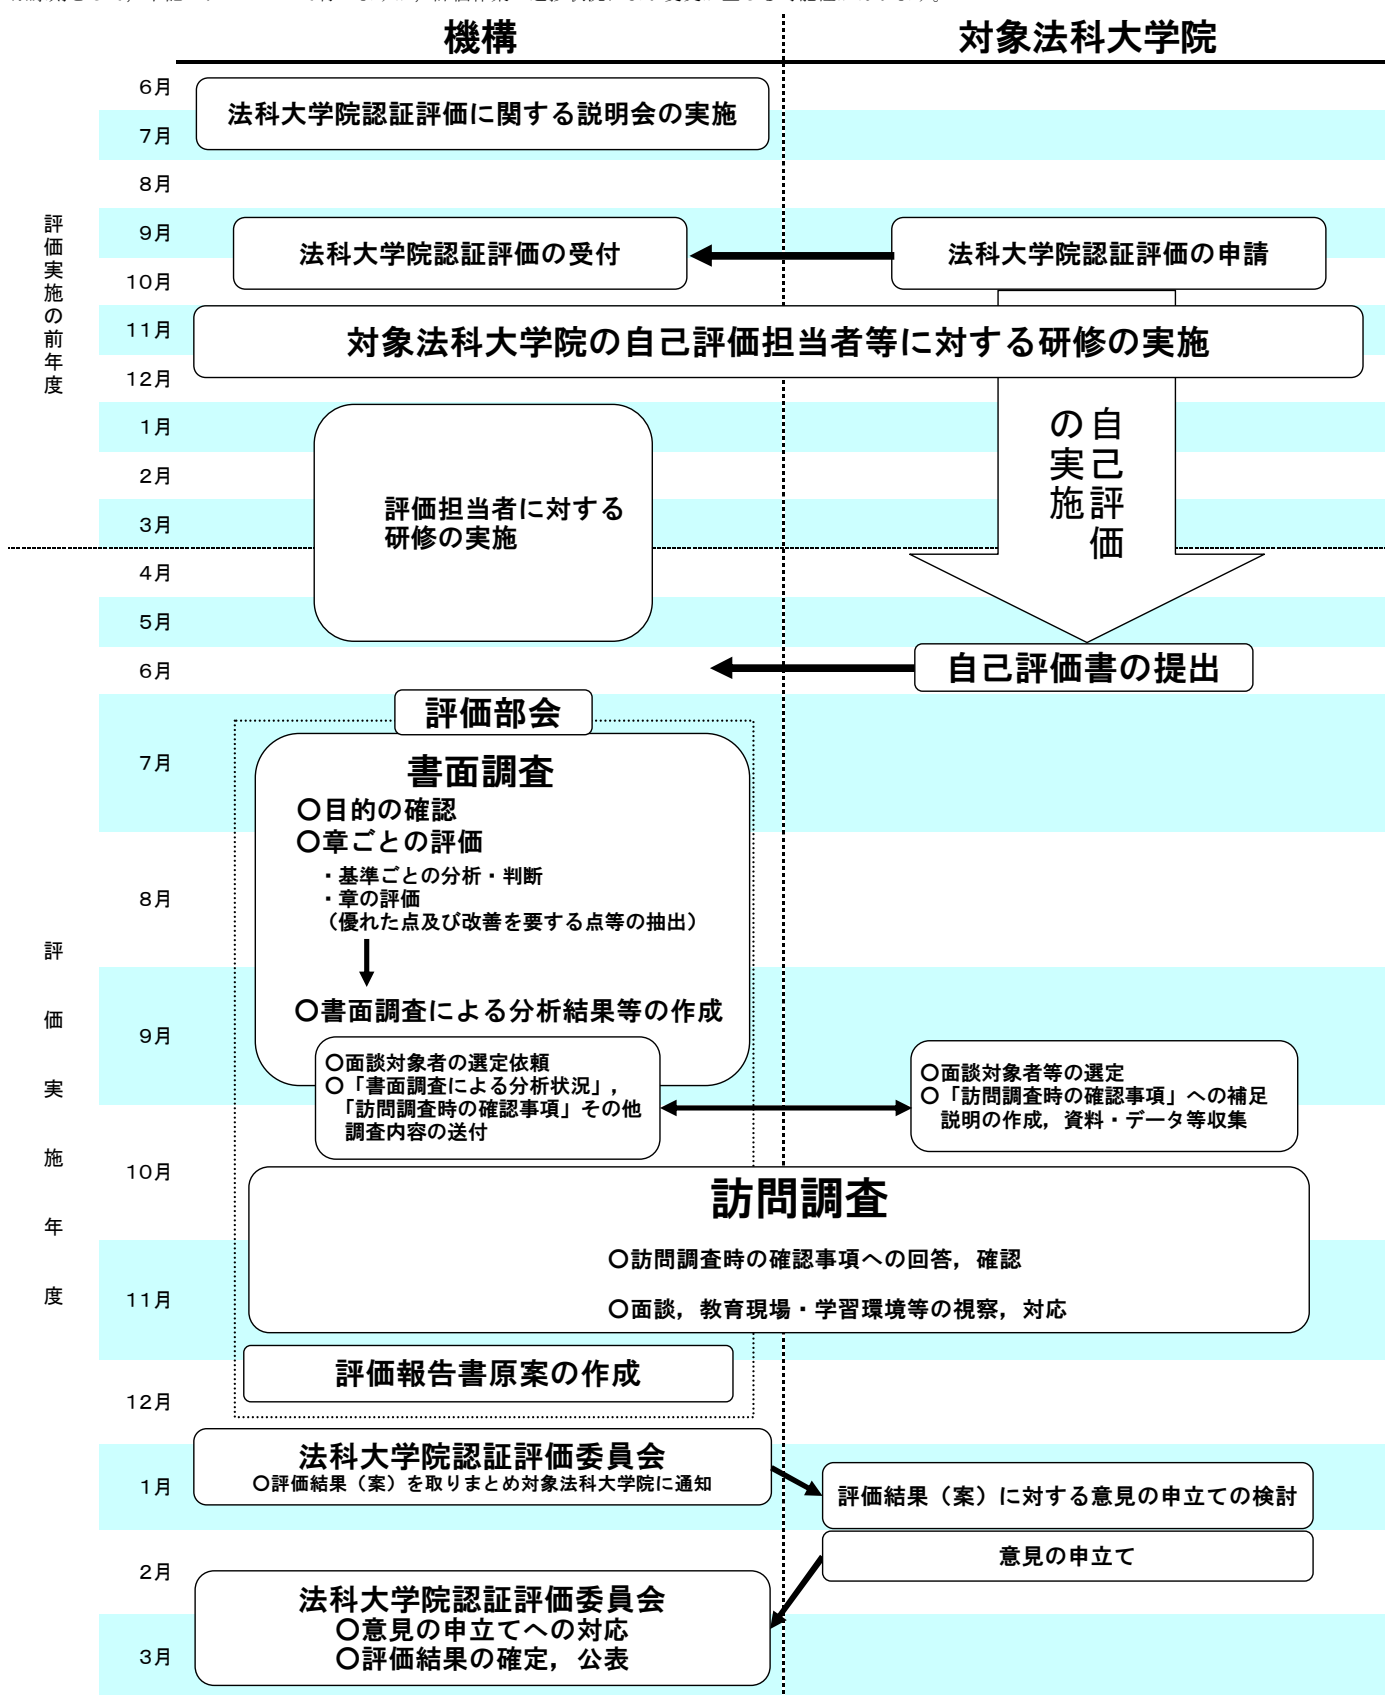 機構
対象法科大学院
評価実施の前年度
6月
法科大学院認証評価に関する説明会の実施
7月
8月
9月
法科大学院認証評価の受付
法科大学院認証評価の申請
10月
11月
対象法科大学院の自己評価担当者等に対する研修の実施
12月
1月
自己評価
の実施
2月
3月
評価担当者に対する
研修の実施
評価実施年度
4月
5月
6月
自己評価書の提出
評価部会
7月
書面調査
〇目的の確認
〇章ごとの評価
・基準ごとの分析・判断
・章の評価
（優れた点及び改善を要する点等の抽出）
8月
〇書面調査による分析結果等の作成
9月
〇面談対象者の選定依頼
〇「書面調査による分析状況」，
「訪問調査時の確認事項」その他
調査内容の送付
〇面談対象者等の選定
〇「訪問調査時の確認事項」への補足
説明の作成，資料・データ等収集
10月
訪問調査
〇訪問調査時の確認事項への回答，確認
〇面談，教育現場・学習環境等の視察，対応
11月
評価報告書原案の作成
12月
法科大学院認証評価委員会
〇評価結果（案）を取りまとめ対象法科大学院に通知
1月
評価結果（案）に対する意見の申立ての検討
意見の申立て
2月
法科大学院認証評価委員会
〇意見の申立てへの対応
〇評価結果の確定，公表
3月